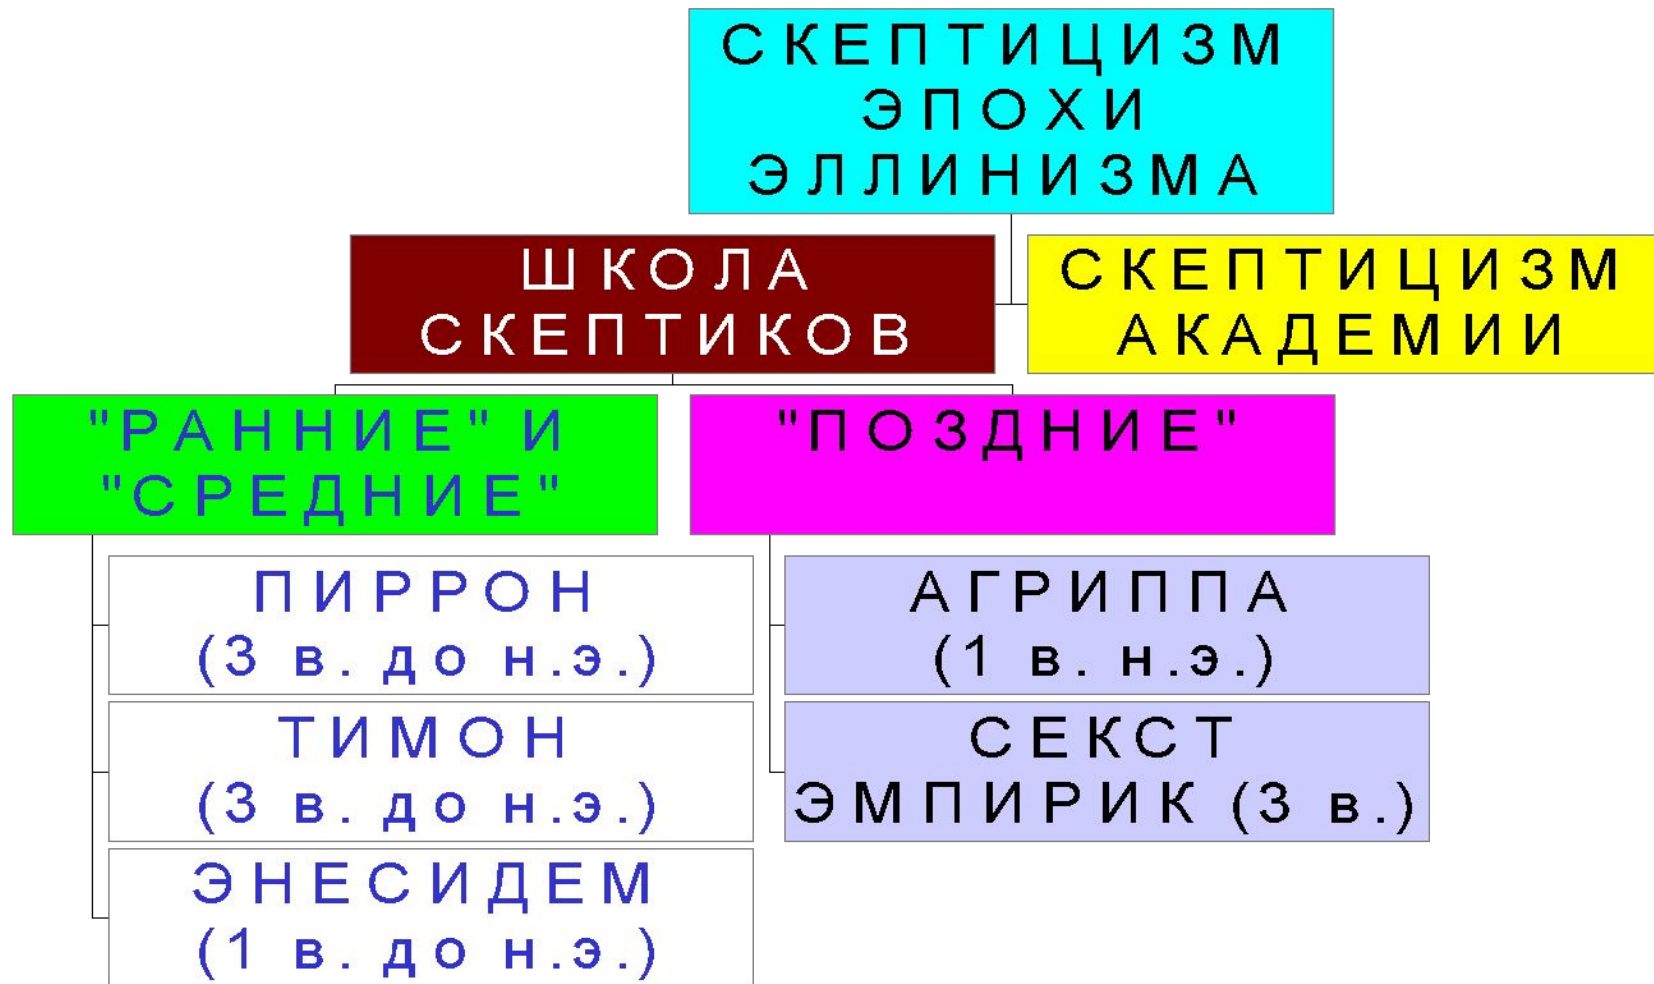 СКЕПТИЦИЗМ
ЭПОХИ
ЭЛЛИНИЗМА
ШКОЛА
СКЕПТИКОВ
СКЕПТИЦИЗМ
АКАДЕМИИ
"РАННИЕ" И
"СРЕДНИЕ"
"ПОЗДНИЕ"
ПИРРОН
(3 в. до н.э.)
ТИМОН
(3 в. до н.э.)
ЭНЕСИДЕМ
(1 в. до н.э.)
АГРИППА
(1 в. н.э.)
СЕКСТ
ЭМПИРИК (3 в.)